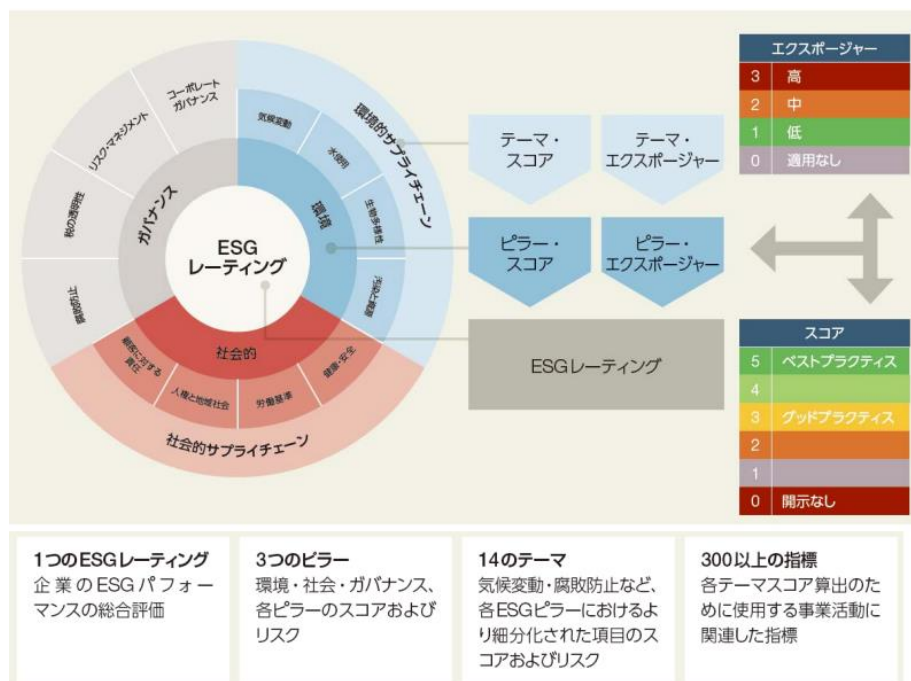 コーポレート
ガバナンス
リスク・マネジメント
税の透明性
腐敗防止
ガバナンス
気候変動
水使用
生物多様性
汚染と資源
環境
環境的サプライチェーン
ESG
レーティング
社会的
顧客に対する
責任
人権と地域社会
労働基準
健康・安全
社会的サプライチェーン
テーマ・
スコア
テーマ・
エクスポージャー
ピラー・
スコア
ピラー・
エクスポージャー
ESGレーティング
エクスポージャー
3 高
2 中
1 低
0 適用なし
スコア
5 ベストプラクティス
4
3 グッドプラクティス
2
1
0 開示なし
1つのESGレーティング
企業のESGパフォー
マンスの総合評価
3つのピラー
環境・社会・ガバナンス、
各ピラーのスコアおよび
リスク
14のテーマ
気候変動・腐敗防止など、
各ESGピラーにおけるよ
り細分化された項目のス
コアおよびリスク
300以上の指標
各テーマスコア算出のた
めに使用する事業活動に
関連した指標